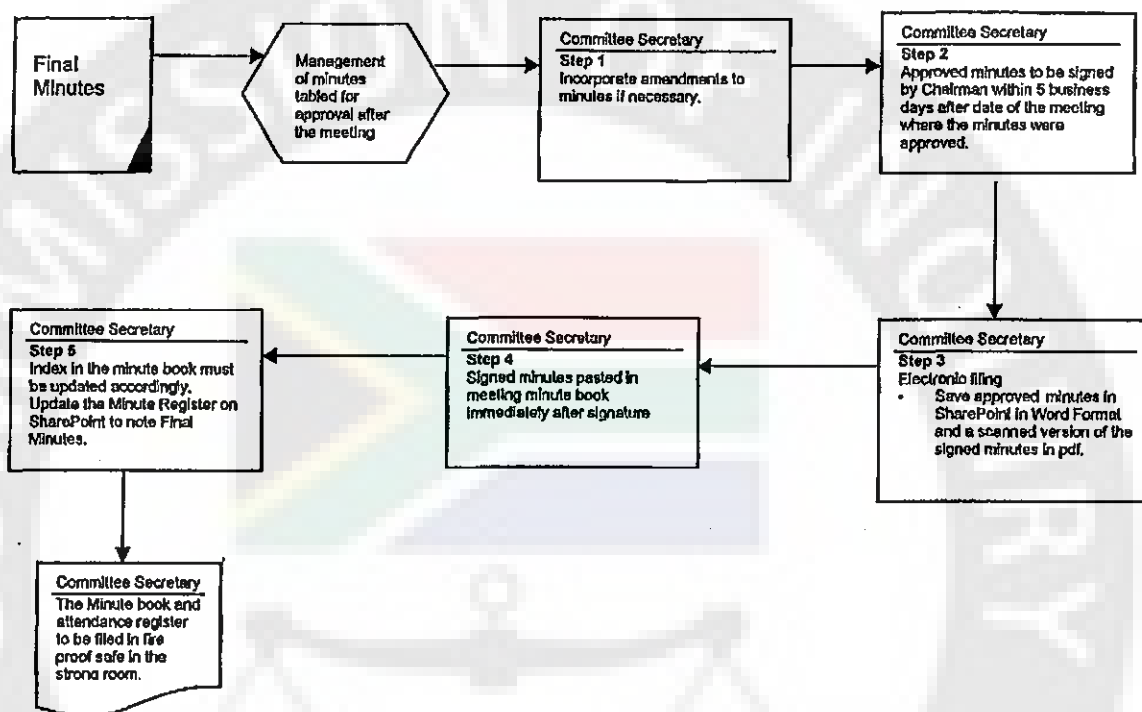 Final
Minutes
Management
of minutes
tabled for
approval after
the meeting
Committee Secretary
Step 1
Incorporate amendments to
minutes if necessary.
Committee Secretary
Step 2
Approved minutes to be signed
by Chairman within 5 business
days after date of the meeting
where the minutes were
approved.
Committee Secretary
Step 3
Electronic filing
• Save approved minutes in
SharePoint in Word Format
and a scanned version of the
signed minutes in pdf.
Committee Secretary
Step 4
Signed minutes pasted in
meeting minute book
immediately after signature
Committee Secretary
Step 5
Index in the minute book must
be updated accordingly.
Update the Minute Register on
SharePoint to note Final
Minutes.
Committee Secretary
The Minute book and
attendance register
to be filed in fire
proof safe in the
strong room.